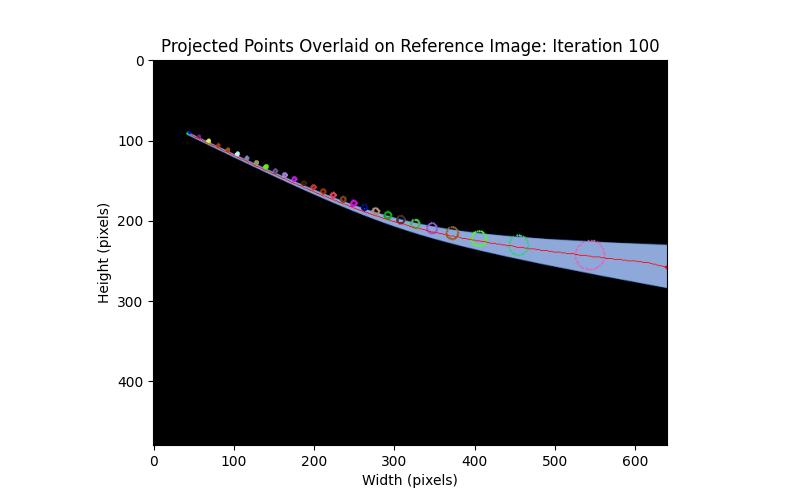 Projected Points Overlaid on Reference Image: Iteration 100
0
100
200
300
400
Height (pixels)
0 100 200 300 400 500 600
Width (pixels)